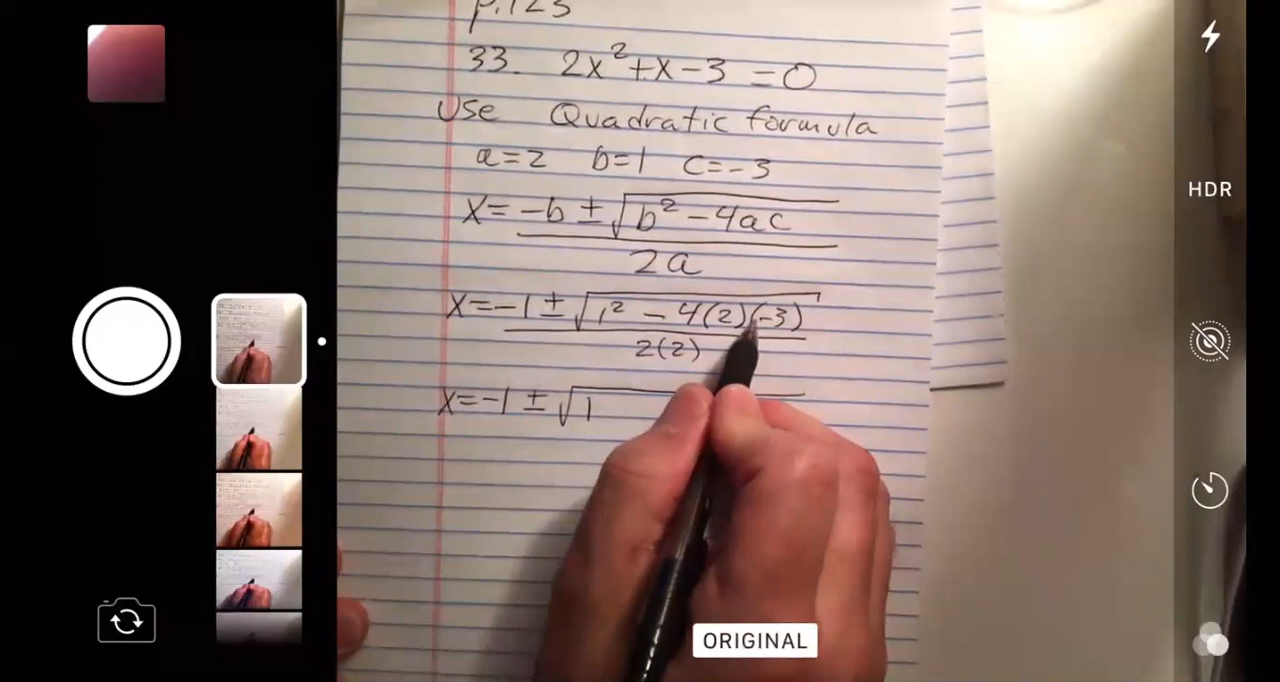 p.123
33. 2x²+x-3 =0
Use Quadratic formula
a=2 b=1 c=-3
x=-b ± √b²-4ac
2a
x=-1 ± √1² - 4(2)(-3)
2(2)
x=-1 ± √1
HDR
ORIGINAL